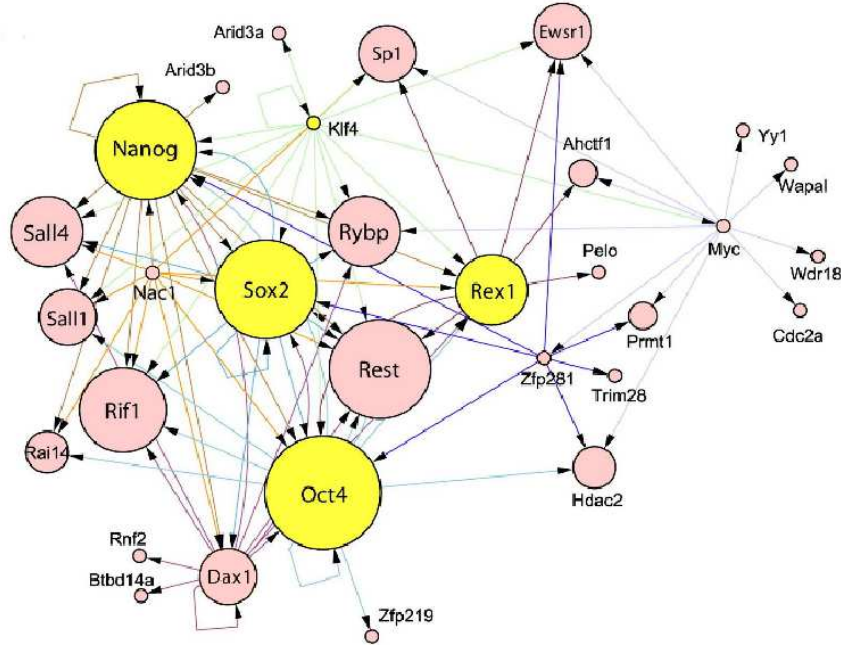 Arid3a
Ewsr1
Sp1
Arid3b
Klf4
Nanog
Yy1
Ahctf1
Wapal
Sall4
Rybp
Myc
Pelo
Wdr18
Nac1
Sox2
Rex1
Sall1
Cdc2a
Prmt1
Rest
Zfp281
Trim28
Rif1
Rai14
Oct4
Hdac2
Rnf2
Btbd14a
Dax1
Zfp219